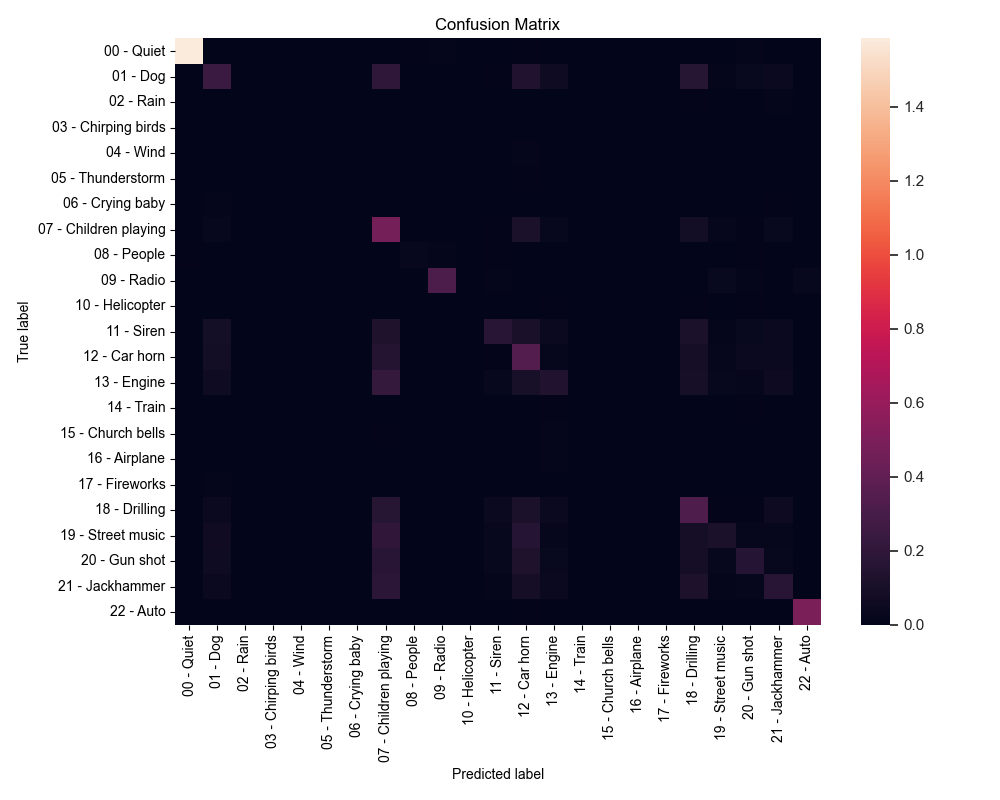 Confusion Matrix
00 - Quiet
01 - Dog
02 - Rain
03 - Chirping birds
04 - Wind
05 - Thunderstorm
06 - Crying baby
07 - Children playing
08 - People
09 - Radio
10 - Helicopter
11 - Siren
12 - Car horn
13 - Engine
14 - Train
15 - Church bells
16 - Airplane
17 - Fireworks
18 - Drilling
19 - Street music
20 - Gun shot
21 - Jackhammer
22 - Auto
True label
00 - Quiet
01 - Dog
02 - Rain
03 - Chirping birds
04 - Wind
05 - Thunderstorm
06 - Crying baby
07 - Children playing
08 - People
09 - Radio
10 - Helicopter
11 - Siren
12 - Car horn
13 - Engine
14 - Train
15 - Church bells
16 - Airplane
17 - Fireworks
18 - Drilling
19 - Street music
20 - Gun shot
21 - Jackhammer
22 - Auto
Predicted label
1.4
1.2
1.0
0.8
0.6
0.4
0.2
0.0